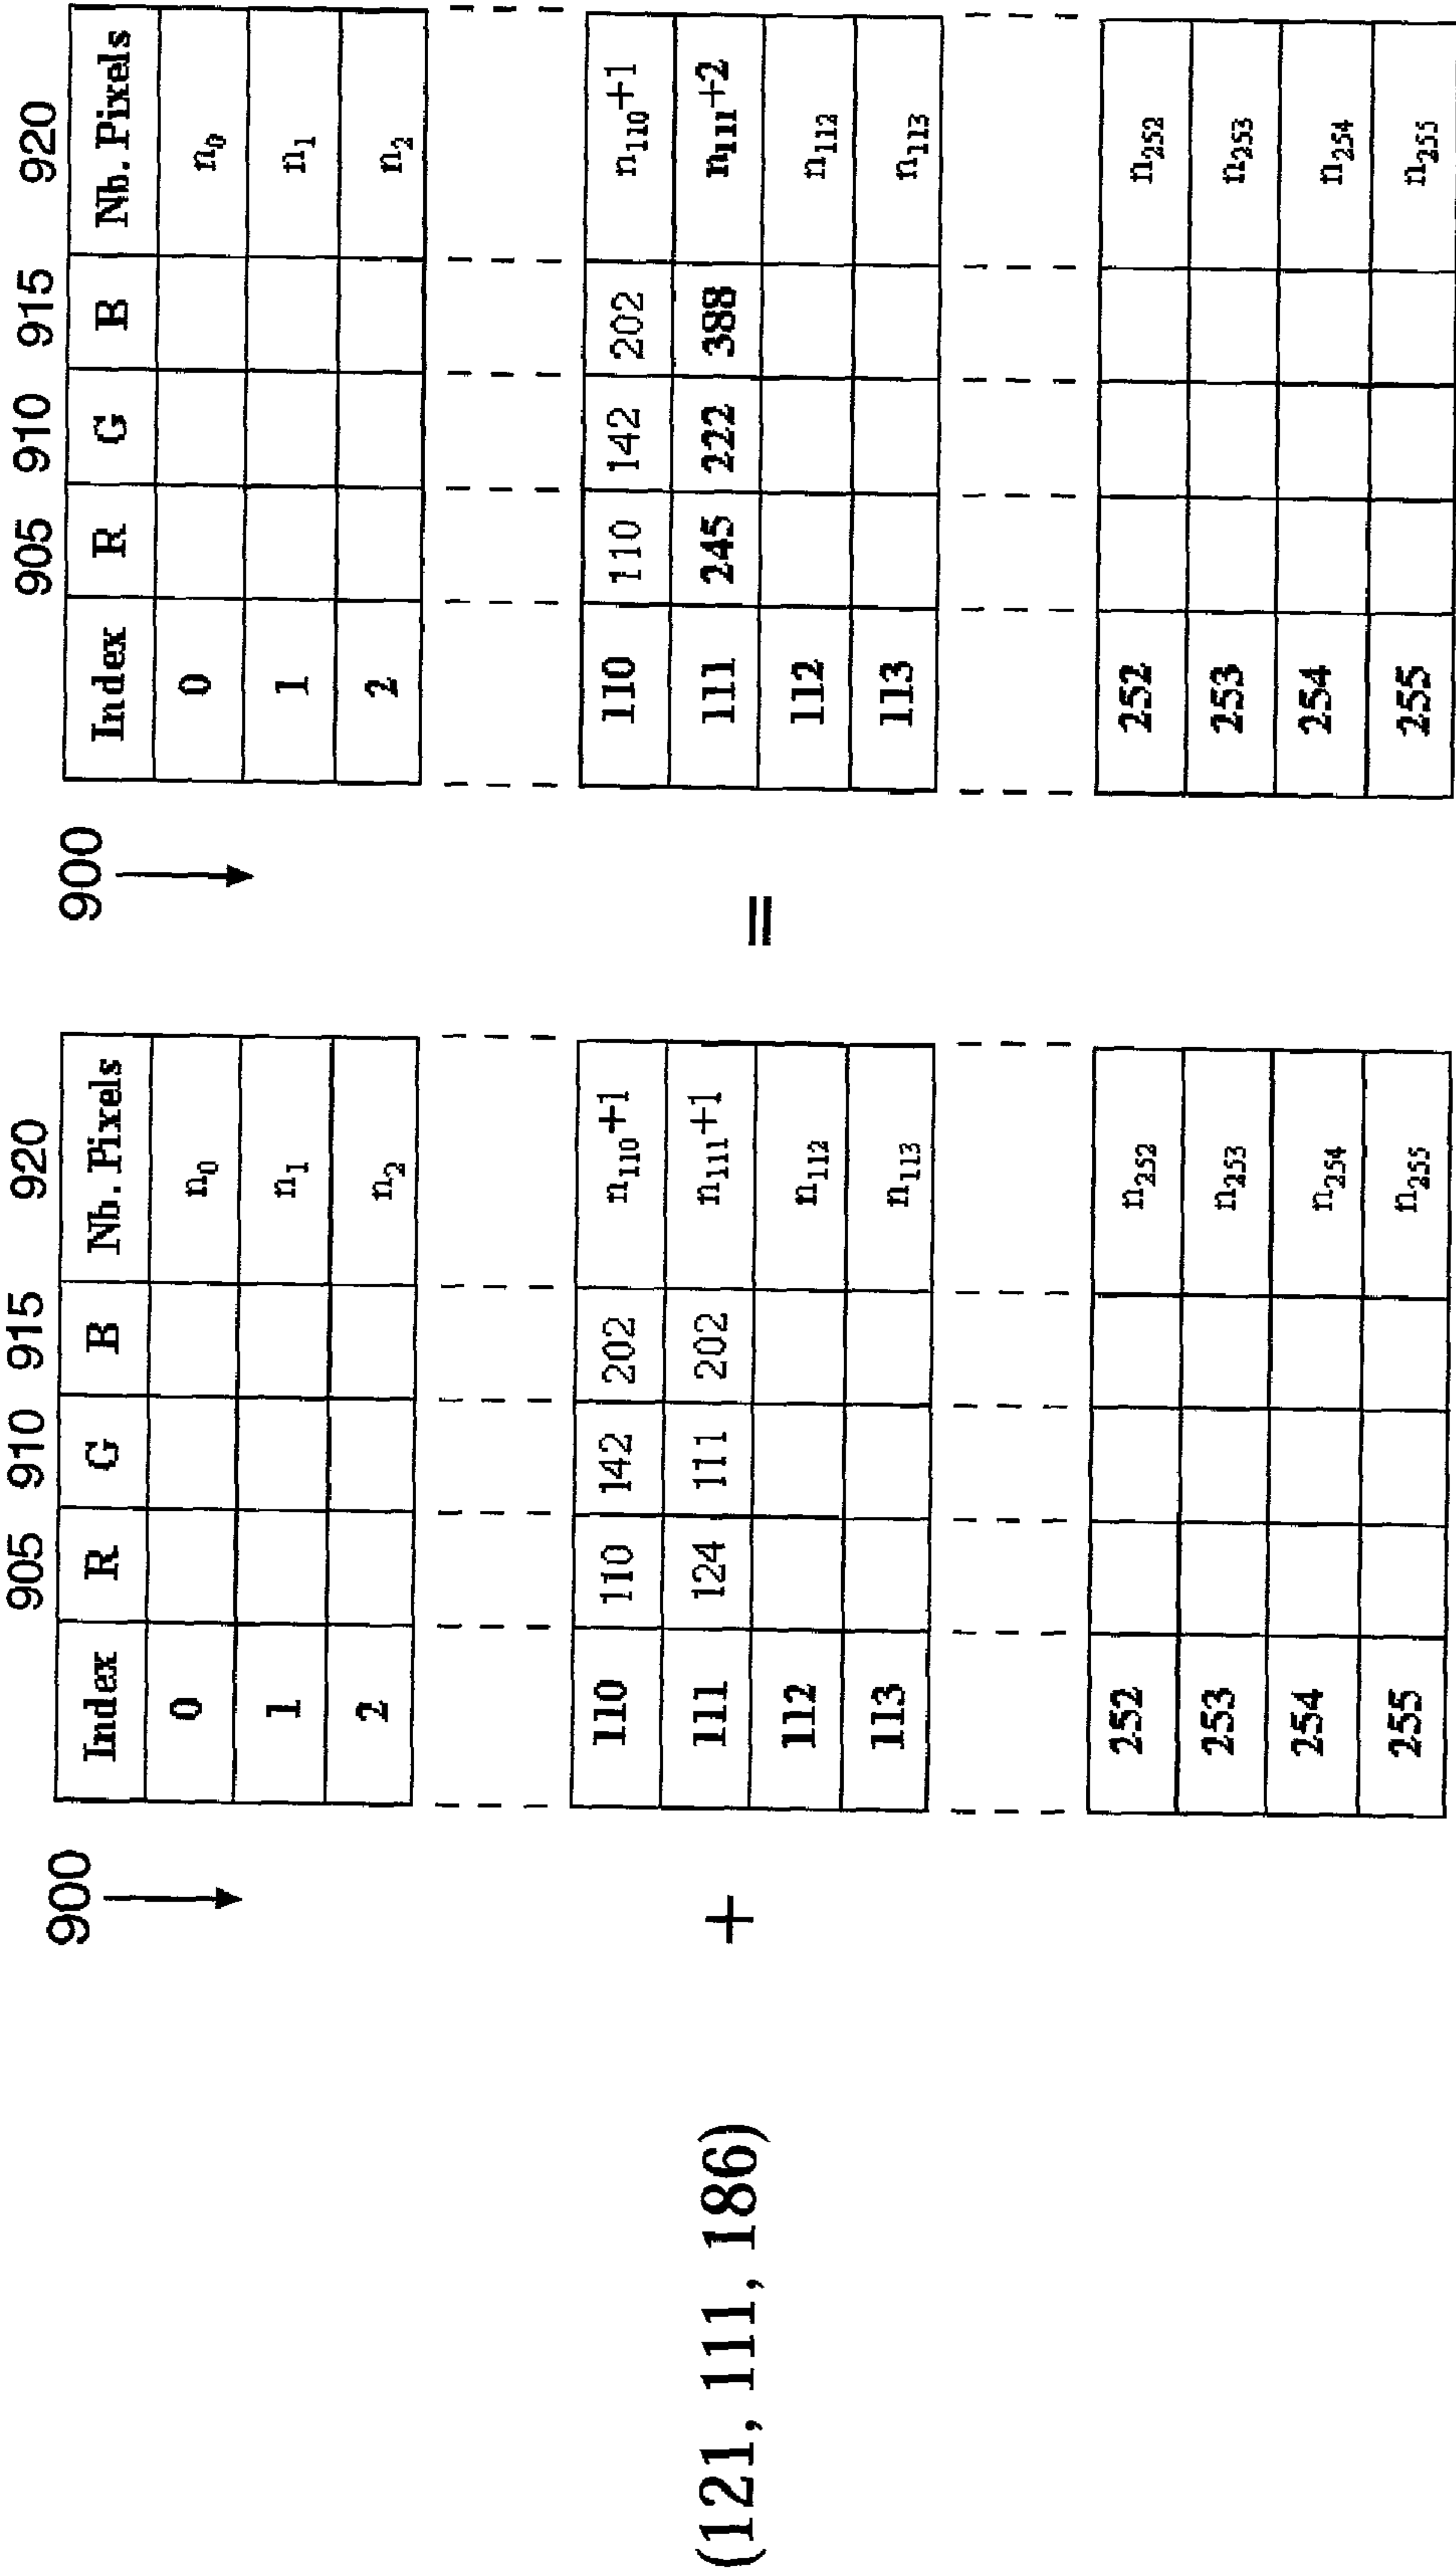 (121, 111, 186)
+
900
905 910 915 920
Index R G B Nb. Pixels
0 n₀
1 n₁
2 n₂
110 110 142 202 n₁₁₀+1
111 124 111 202 n₁₁₁+1
112 n₁₁₂
113 n₁₁₃
252 n₂₅₂
253 n₂₅₃
254 n₂₅₄
255 n₂₅₅
=
900
905 910 915 920
Index R G B Nb. Pixels
0 n₀
1 n₁
2 n₂
110 110 142 202 n₁₁₀+1
111 245 222 388 n₁₁₁+2
112 n₁₁₂
113 n₁₁₃
252 n₂₅₂
253 n₂₅₃
254 n₂₅₄
255 n₂₅₅